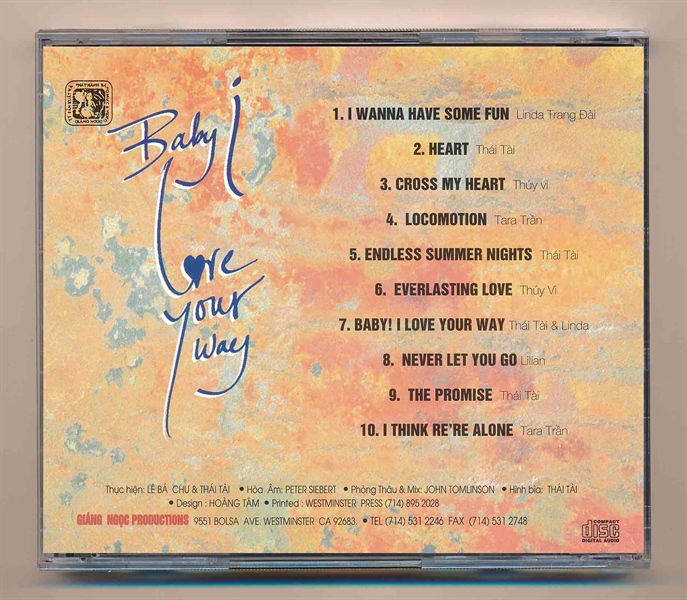 Baby I
Love
Your
Way
GIÁNG NGỌC
1. I WANNA HAVE SOME FUN Linda Trang Đài
2. HEART Thái Tài
3. CROSS MY HEART Thúy Vi
4. LOCOMOTION Tara Trần
5. ENDLESS SUMMER NIGHTS Thái Tài
6. EVERLASTING LOVE Thúy Vi
7. BABY! I LOVE YOUR WAY Thái Tài & Linda
8. NEVER LET YOU GO Lilian
9. THE PROMISE Thái Tài
10. I THINK RE'RE ALONE Tara Trần
Thực hiện: LÊ BÁ CHƯ & THÁI TÀI • Hòa Âm: PETER SIEBERT • Phòng Thâu & Mix: JOHN TOMLINSON • Hình bìa: THÁI TÀI
• Design : HOÀNG TÂM • Printed : WESTMINSTER PRESS (714) 895 2028
GIÁNG NGỌC PRODUCTIONS 9551 BOLSA AVE. WESTMINSTER CA 92683. • TEL (714) 531 2246 FAX (714) 531 2748
COMPACT
disc
DIGITAL AUDIO